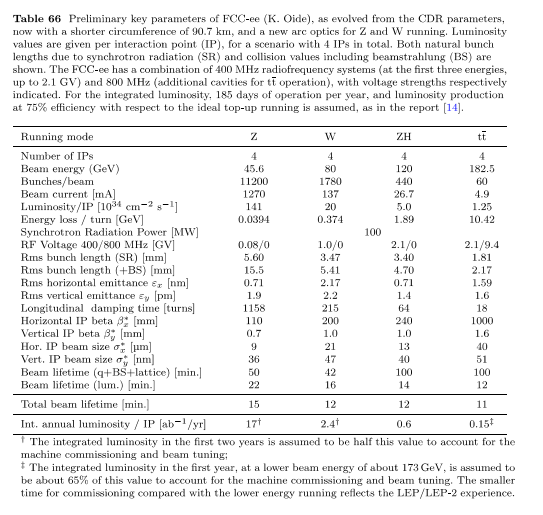 Table 66 Preliminary key parameters of FCC-ee (K. Oide), as evolved from the CDR parameters,
now with a shorter circumference of 90.7 km, and a new arc optics for Z and W running. Luminosity
values are given per interaction point (IP), for a scenario with 4 IPs in total. Both natural bunch
lengths due to synchrotron radiation (SR) and collision values including beamstrahlung (BS) are
shown. The FCC-ee has a combination of 400 MHz radiofrequency systems (at the first three energies,
up to 2.1 GV) and 800 MHz (additional cavities for tt̄ operation), with voltage strengths respectively
indicated. For the integrated luminosity, 185 days of operation per year, and luminosity production
at 75% efficiency with respect to the ideal top-up running is assumed, as in the report [14].
Running mode Z W ZH tt̄
Number of IPs 4 4 4 4
Beam energy (GeV) 45.6 80 120 182.5
Bunches/beam 11200 1780 440 60
Beam current [mA] 1270 137 26.7 4.9
Luminosity/IP [10³⁴ cm⁻² s⁻¹] 141 20 5.0 1.25
Energy loss / turn [GeV] 0.0394 0.374 1.89 10.42
Synchrotron Radiation Power [MW] 100
RF Voltage 400/800 MHz [GV] 0.08/0 1.0/0 2.1/0 2.1/9.4
Rms bunch length (SR) [mm] 5.60 3.47 3.40 1.81
Rms bunch length (+BS) [mm] 15.5 5.41 4.70 2.17
Rms horizontal emittance εₓ [nm] 0.71 2.17 0.71 1.59
Rms vertical emittance ε_y [pm] 1.9 2.2 1.4 1.6
Longitudinal damping time [turns] 1158 215 64 18
Horizontal IP beta β*ₓ [mm] 110 200 240 1000
Vertical IP beta β*_y [mm] 0.7 1.0 1.0 1.6
Hor. IP beam size σ*ₓ [µm] 9 21 13 40
Vert. IP beam size σ*_y [nm] 36 47 40 51
Beam lifetime (q+BS+lattice) [min.] 50 42 100 100
Beam lifetime (lum.) [min.] 22 16 14 12
Total beam lifetime [min.] 15 12 12 11
Int. annual luminosity / IP [ab⁻¹/yr] 17† 2.4† 0.6 0.15‡
† The integrated luminosity in the first two years is assumed to be half this value to account for the
machine commissioning and beam tuning;
‡ The integrated luminosity in the first year, at a lower beam energy of about 173 GeV, is assumed to
be about 65% of this value to account for the machine commissioning and beam tuning. The smaller
time for commissioning compared with the lower energy running reflects the LEP/LEP-2 experience.